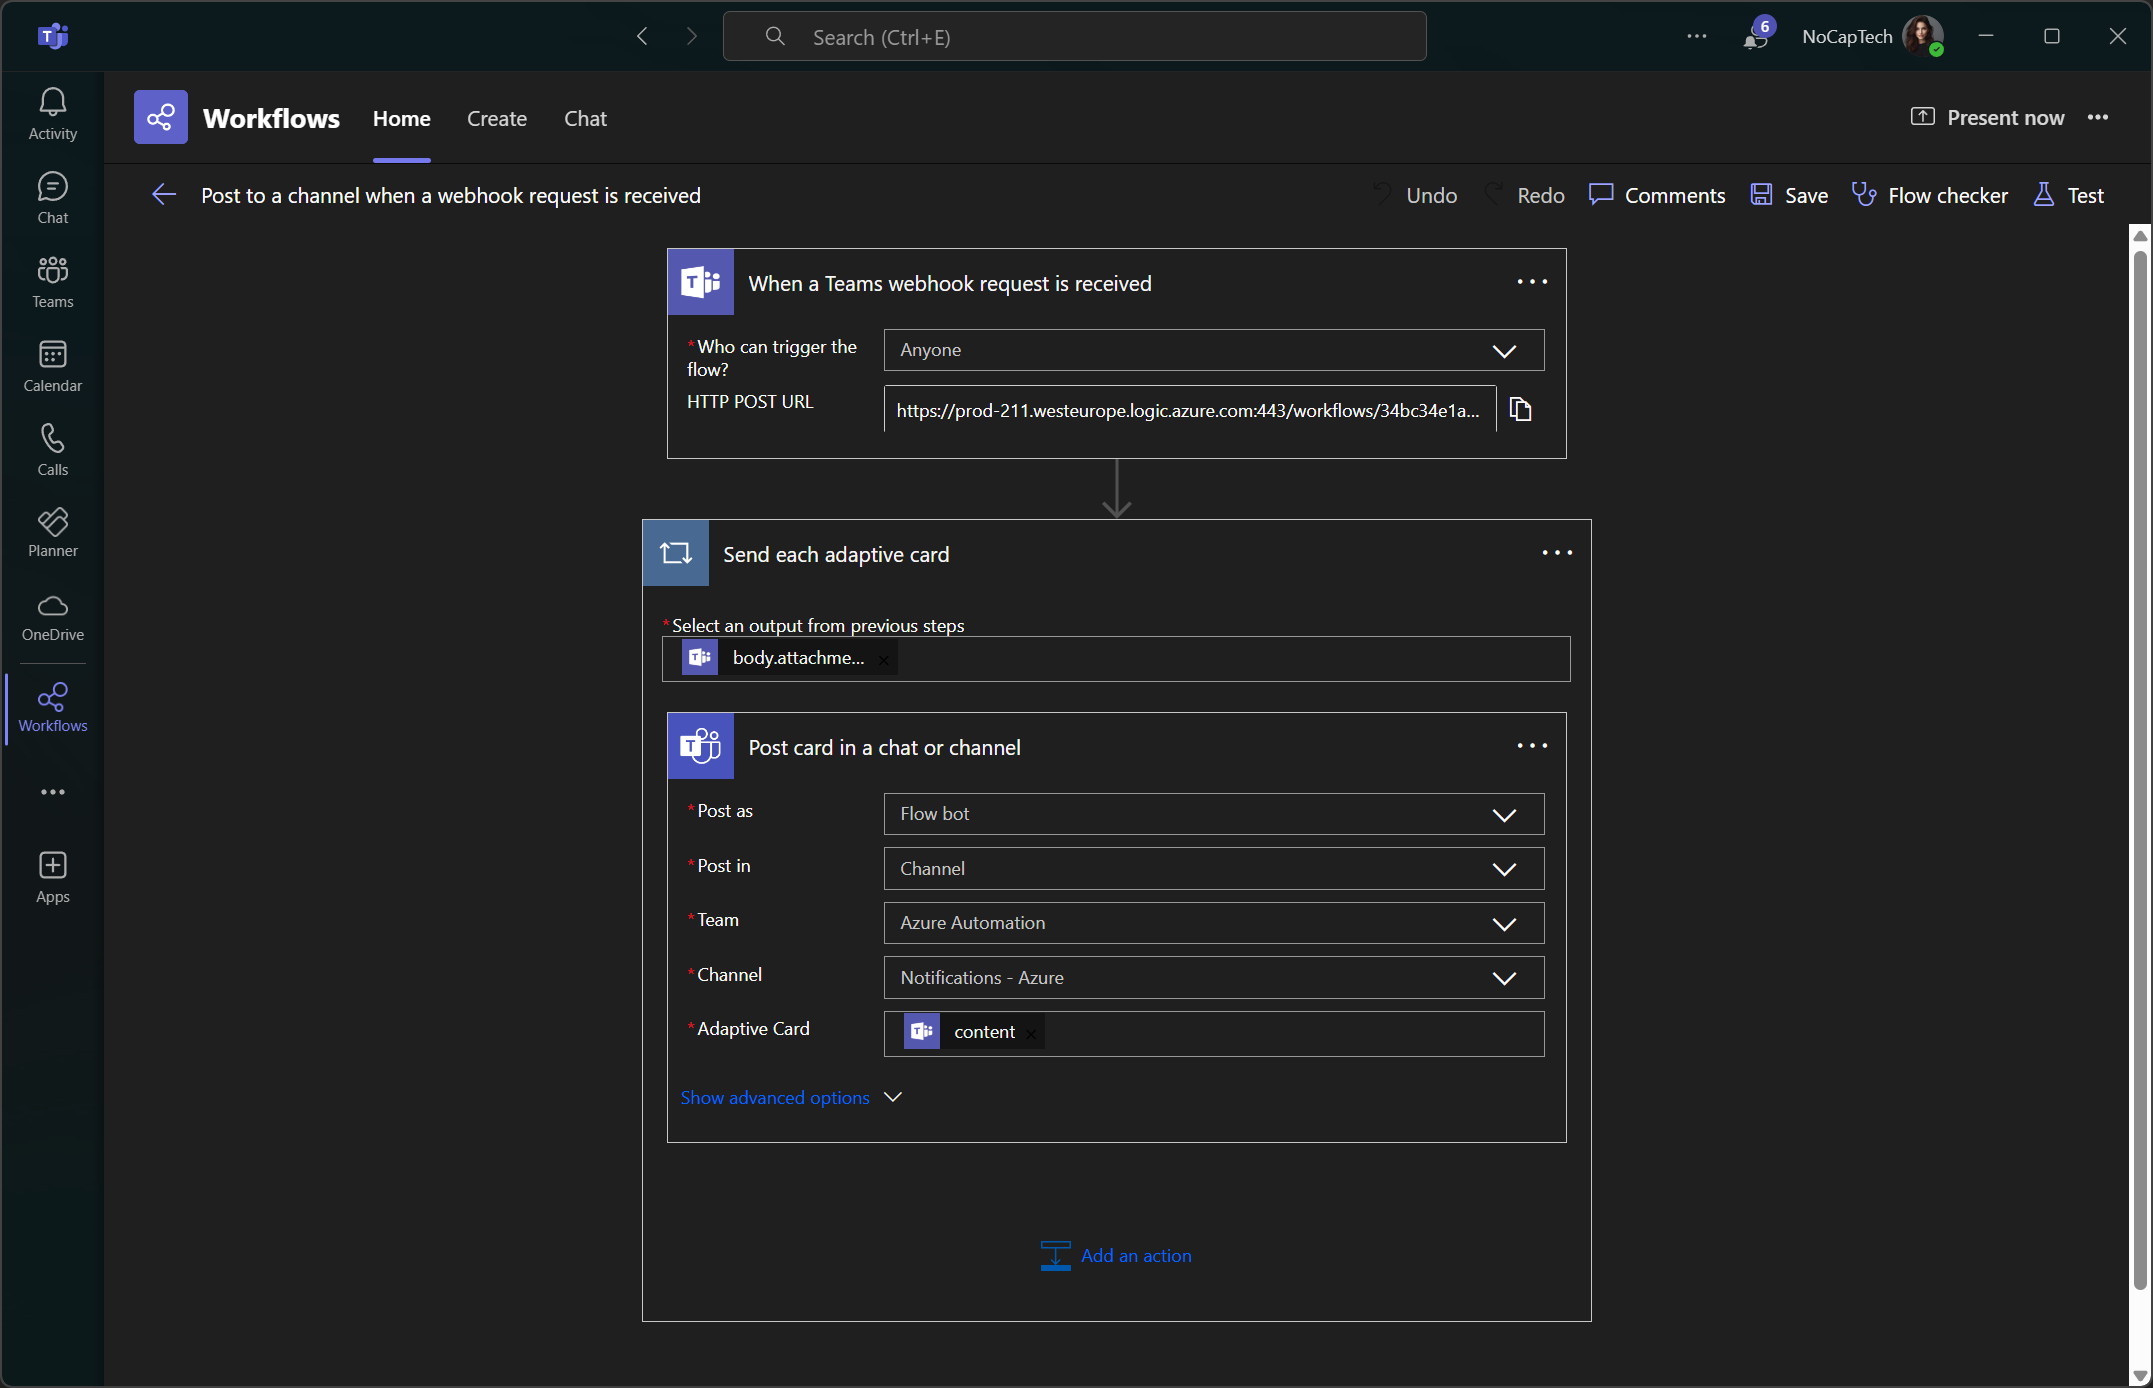 Search (Ctrl+E)
6
NoCapTech
Activity
Chat
Teams
Calendar
Calls
Planner
OneDrive
Workflows
Apps
Workflows
Home
Create
Chat
Present now
Post to a channel when a webhook request is received
Undo
Redo
Comments
Save
Flow checker
Test
When a Teams webhook request is received
*Who can trigger the
flow?
Anyone
HTTP POST URL
https://prod-211.westeurope.logic.azure.com:443/workflows/34bc34e1a...
Send each adaptive card
*Select an output from previous steps
body.attachme...
Post card in a chat or channel
*Post as
Flow bot
*Post in
Channel
*Team
Azure Automation
*Channel
Notifications - Azure
*Adaptive Card
content
Show advanced options
Add an action